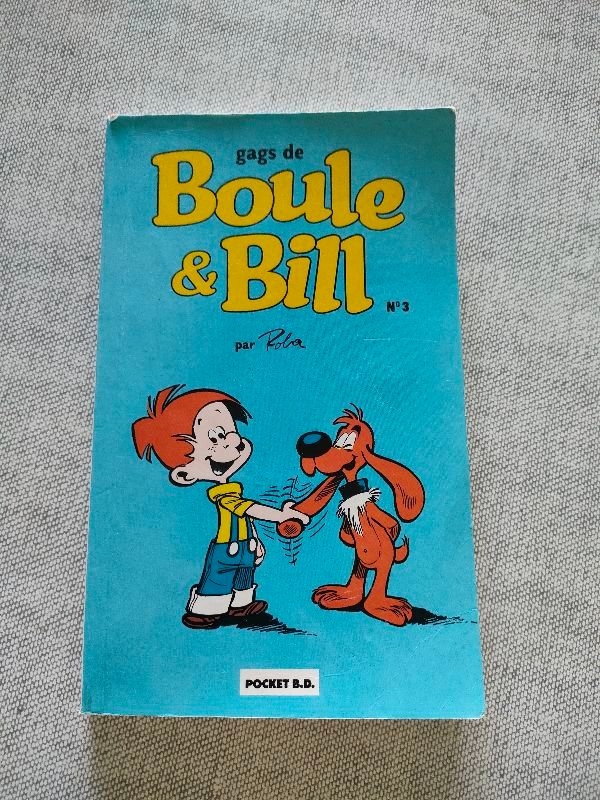 gags de
Boule
& Bill
N° 3
par Roba
POCKET B.D.